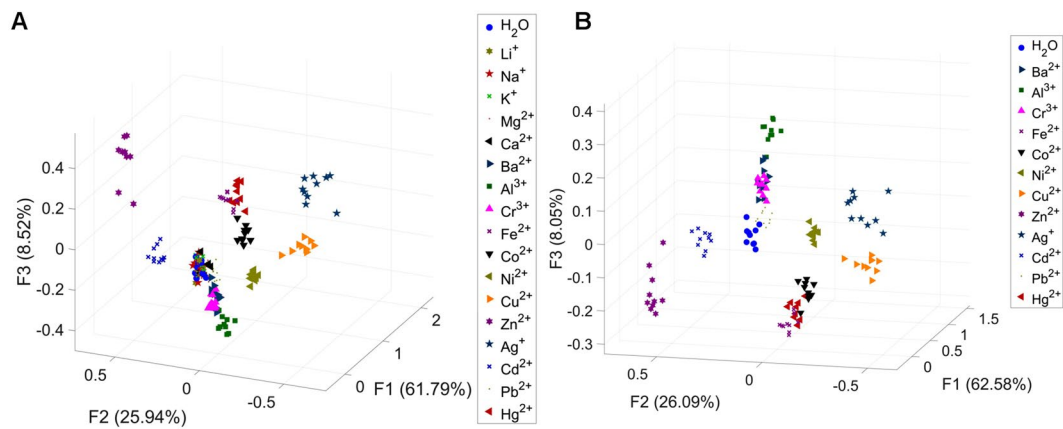 A
0.4
0.2
0
-0.2
-0.4
F3 (8.52%)
0.5
0
-0.5
F2 (25.94%)
0
1
2
F1 (61.79%)
H₂O
Li⁺
Na⁺
K⁺
Mg²⁺
Ca²⁺
Ba²⁺
Al³⁺
Cr³⁺
Fe²⁺
Co²⁺
Ni²⁺
Cu²⁺
Zn²⁺
Ag⁺
Cd²⁺
Pb²⁺
Hg²⁺
B
0.4
0.3
0.2
0.1
0
-0.1
-0.2
-0.3
F3 (8.05%)
0.5
0
-0.5
F2 (26.09%)
0
0.5
1
1.5
F1 (62.58%)
H₂O
Ba²⁺
Al³⁺
Cr³⁺
Fe²⁺
Co²⁺
Ni²⁺
Cu²⁺
Zn²⁺
Ag⁺
Cd²⁺
Pb²⁺
Hg²⁺